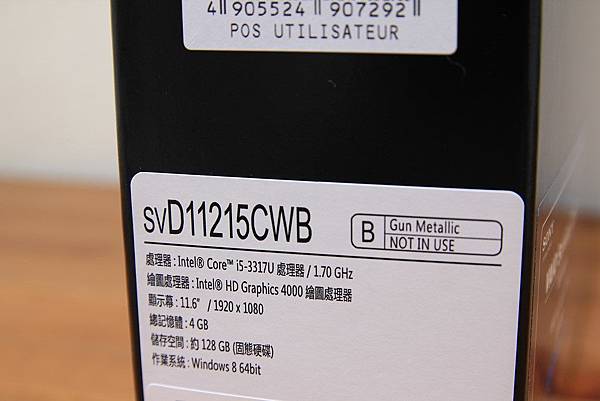 4 905524 907292
POS UTILISATEUR
SVD11215CWB
B Gun Metallic
NOT IN USE
處理器 : Intel® Core™ i5-3317U 處理器 / 1.70 GHz
繪圖處理器 : Intel® HD Graphics 4000 繪圖處理器
顯示幕 : 11.6" / 1920 x 1080
總記憶體 : 4 GB
儲存空間 : 約 128 GB (固態硬碟)
作業系統 : Windows 8 64bit